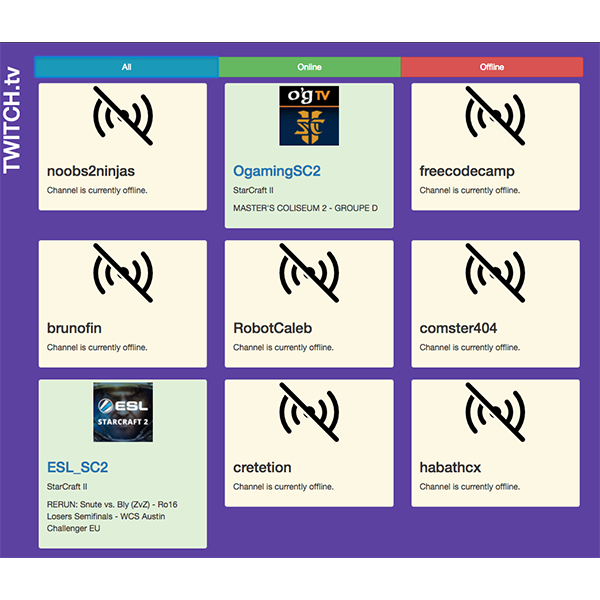 TWITCH.tv
All
Online
Offline
noobs2ninjas
Channel is currently offline.
O'G TV
SC
OgamingSC2
StarCraft II
MASTER'S COLISEUM 2 - GROUPE D
freecodecamp
Channel is currently offline.
brunofin
Channel is currently offline.
RobotCaleb
Channel is currently offline.
comster404
Channel is currently offline.
ESL
STARCRAFT 2
ESL_SC2
StarCraft II
RERUN: Snute vs. Bly (ZvZ) - Ro16
Losers Semifinals - WCS Austin
Challenger EU
cretetion
Channel is currently offline.
habathcx
Channel is currently offline.